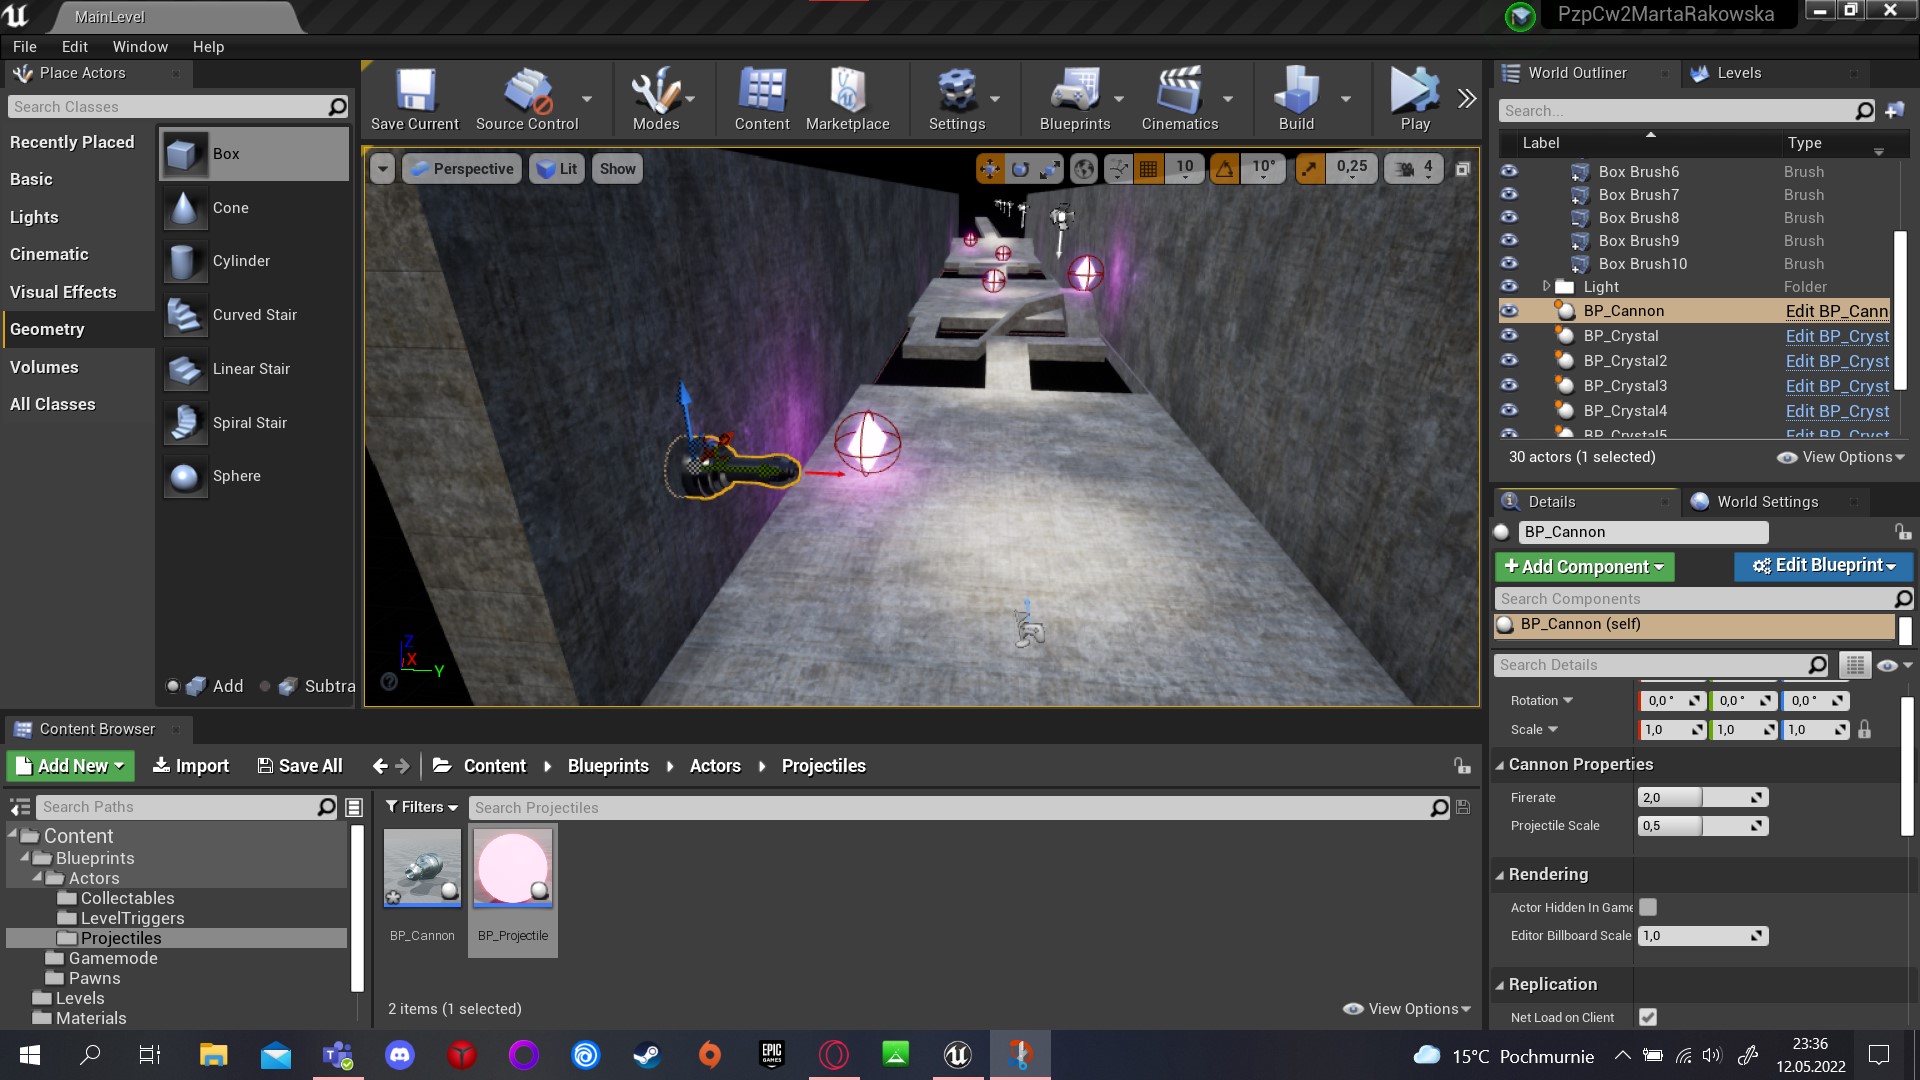 MainLevel
PzpCw2MartaRakowska
File Edit Window Help
Place Actors
Search Classes
Recently Placed
Basic
Lights
Cinematic
Visual Effects
Geometry
Volumes
All Classes
Box
Cone
Cylinder
Curved Stair
Linear Stair
Spiral Stair
Sphere
Add Subtra
Save Current Source Control Modes Content Marketplace Settings Blueprints Cinematics Build Play
Perspective Lit Show 10 10° 0,25 4
Z
X
Y
World Outliner Levels
Search...
Label Type
Box Brush6 Brush
Box Brush7 Brush
Box Brush8 Brush
Box Brush9 Brush
Box Brush10 Brush
Light Folder
BP_Cannon Edit BP_Cann
BP_Crystal Edit BP_Cryst
BP_Crystal2 Edit BP_Cryst
BP_Crystal3 Edit BP_Cryst
BP_Crystal4 Edit BP_Cryst
BP_Crystal5 Edit BP_Cryst
30 actors (1 selected) View Options
Details World Settings
BP_Cannon
+ Add Component Edit Blueprint
Search Components
BP_Cannon (self)
Search Details
Rotation 0,0 ° 0,0 ° 0,0 °
Scale 1,0 1,0 1,0
Cannon Properties
Firerate 2,0
Projectile Scale 0,5
Rendering
Actor Hidden In Game
Editor Billboard Scale 1,0
Replication
Net Load on Client
Content Browser
Add New Import Save All Content Blueprints Actors Projectiles
Search Paths
Filters Search Projectiles
Content
Blueprints
Actors
Collectables
LevelTriggers
Projectiles
Gamemode
Pawns
Levels
Materials
BP_Cannon BP_Projectile
2 items (1 selected) View Options
EPIC
GAMES
15°C Pochmurnie
23:36
12.05.2022